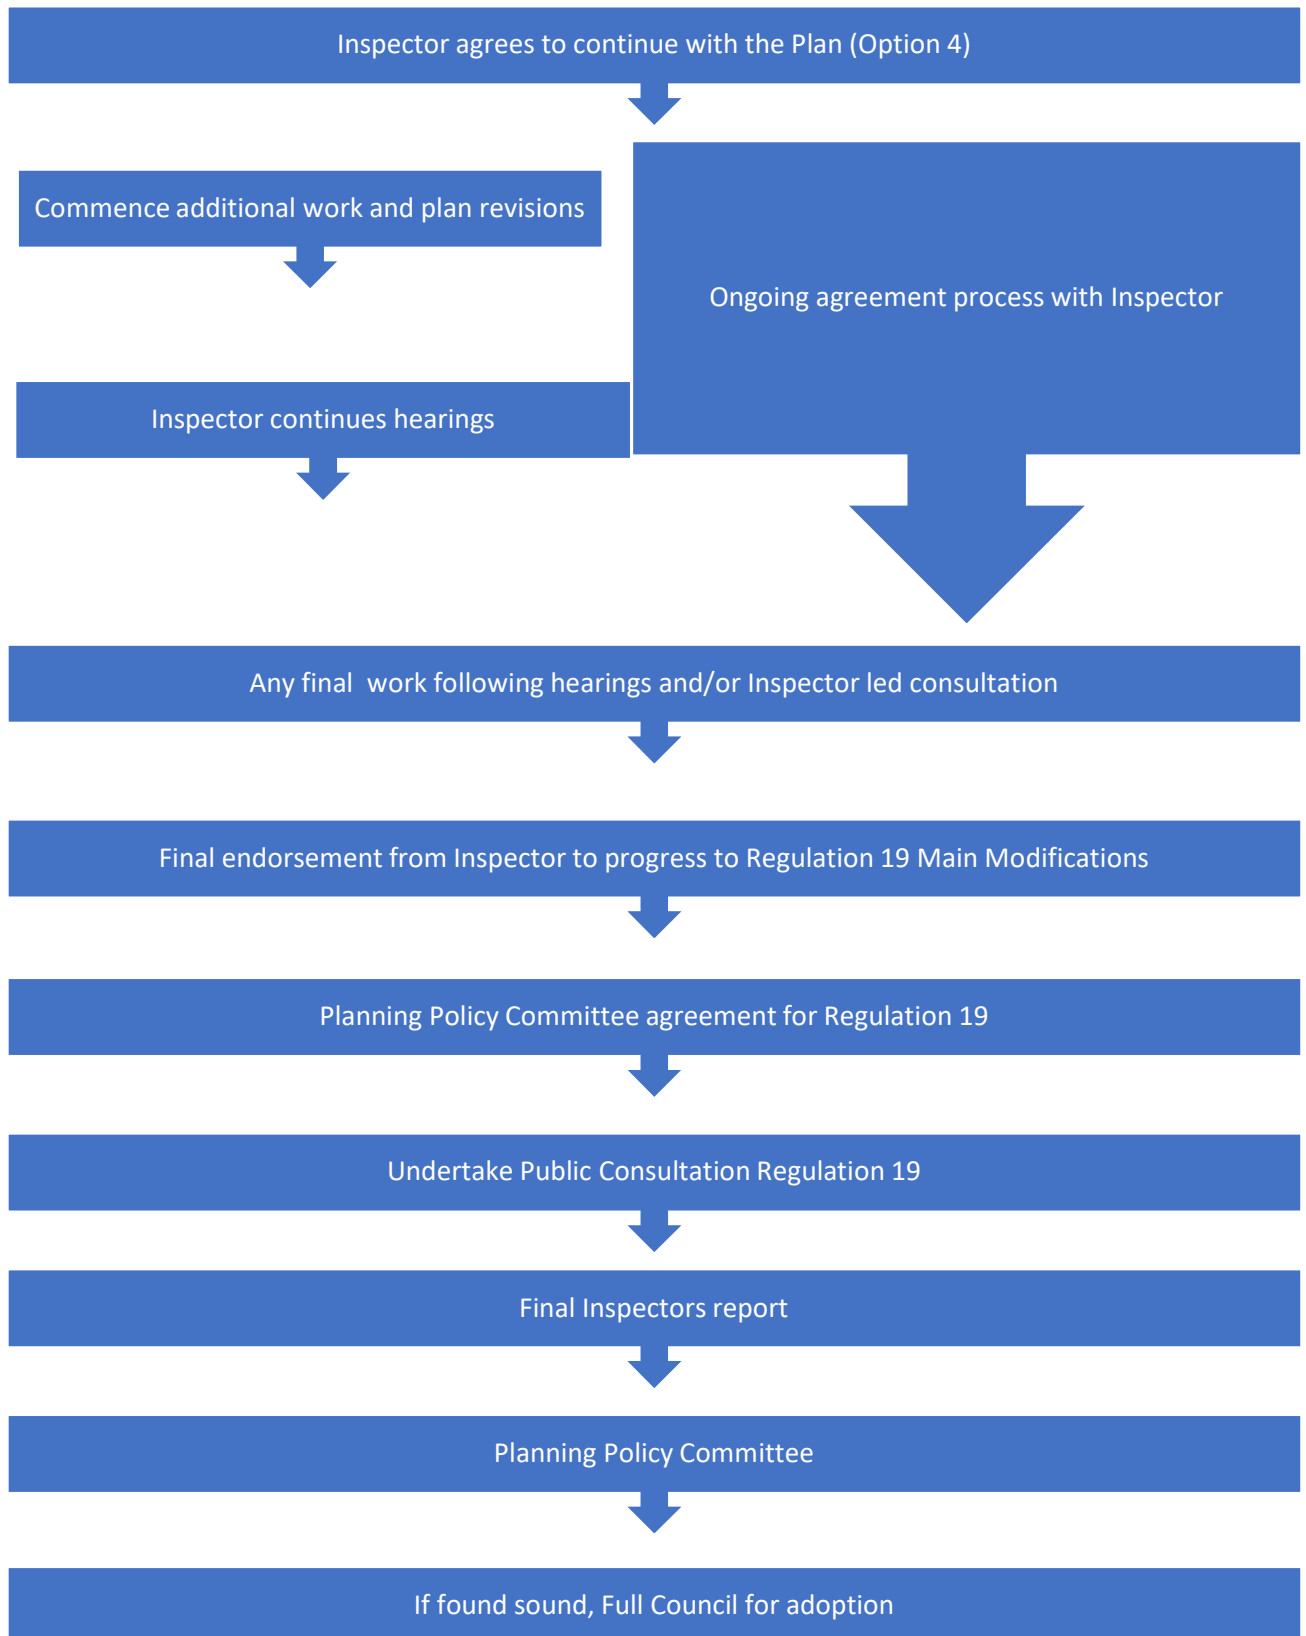 Inspector agrees to continue with the Plan (Option 4)
Commence additional work and plan revisions
Ongoing agreement process with Inspector
Inspector continues hearings
Any final  work following hearings and/or Inspector led consultation
Final endorsement from Inspector to progress to Regulation 19 Main Modifications
Planning Policy Committee agreement for Regulation 19
Undertake Public Consultation Regulation 19
Final Inspectors report
Planning Policy Committee
If found sound, Full Council for adoption